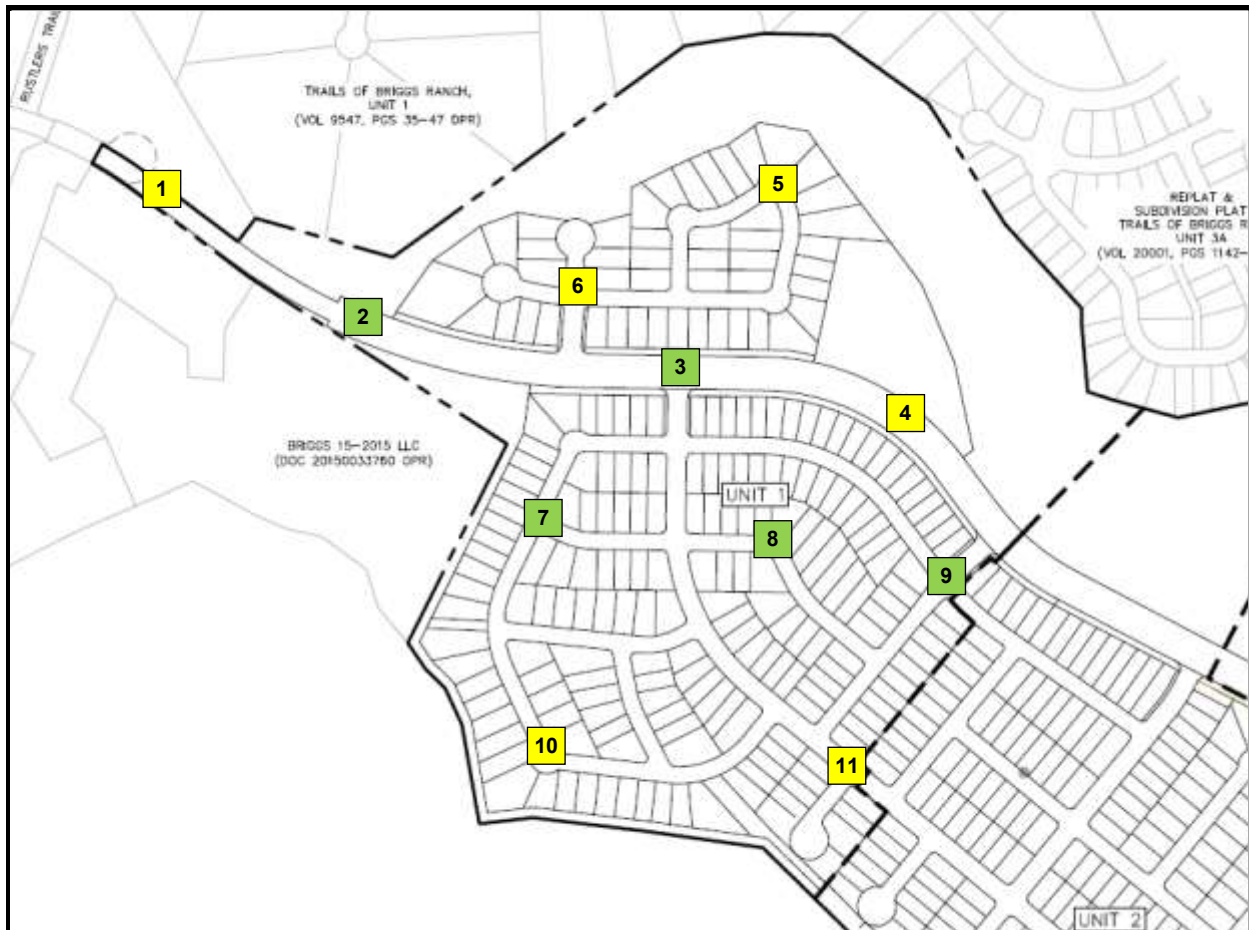 RUSTLERS TRAIL
TRAILS OF BRIGGS RANCH,
UNIT 1
(VOL 9547, PGS 35-47 DPR)
1
5
REPLAT &
SUBDIVISION PLAT
TRAILS OF BRIGGS R
UNIT 3A
(VOL 20001, PGS 1142-
6
2
3
4
BRIGGS 15-2015 LLC
(DOC 20150033760 OPR)
UNIT 1
7
8
9
10
11
UNIT 2